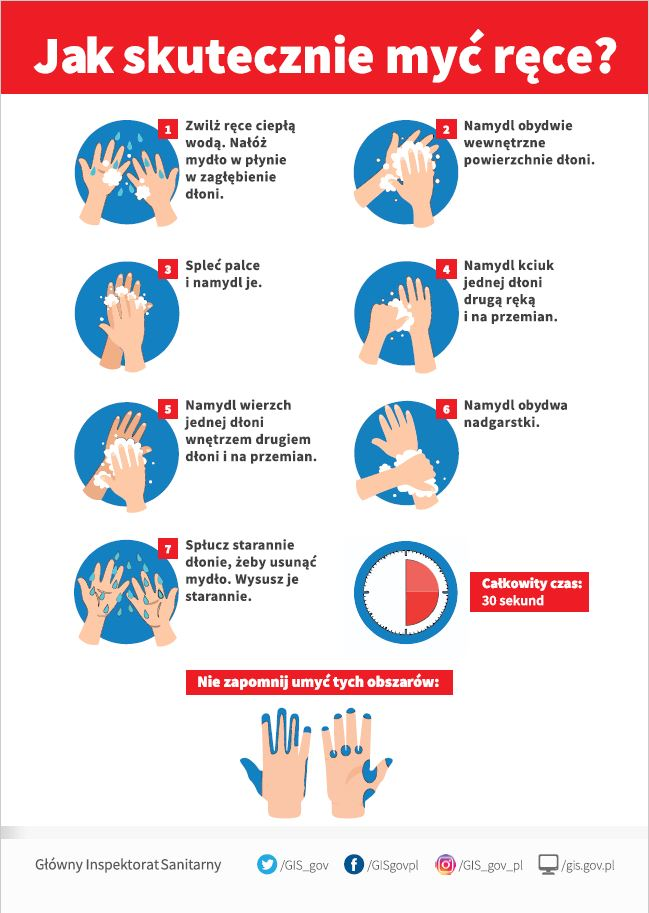 Jak skutecznie myć ręce?
1
Zwilż ręce ciepłą
wodą. Nałóż
mydło w płynie
w zagłębienie
dłoni.
2
Namydl obydwie
wewnętrzne
powierzchnie dłoni.
3
Spleć palce
i namydl je.
4
Namydl kciuk
jednej dłoni
drugą ręką
i na przemian.
5
Namydl wierzch
jednej dłoni
wnętrzem drugiem
dłoni i na przemian.
6
Namydl obydwa
nadgarstki.
7
Spłucz starannie
dłonie, żeby usunąć
mydło. Wysusz je
starannie.
Całkowity czas:
30 sekund
Nie zapomnij umyć tych obszarów:
Główny Inspektorat Sanitarny /GIS_gov /GISgovpl /GIS_gov_pl /gis.gov.pl